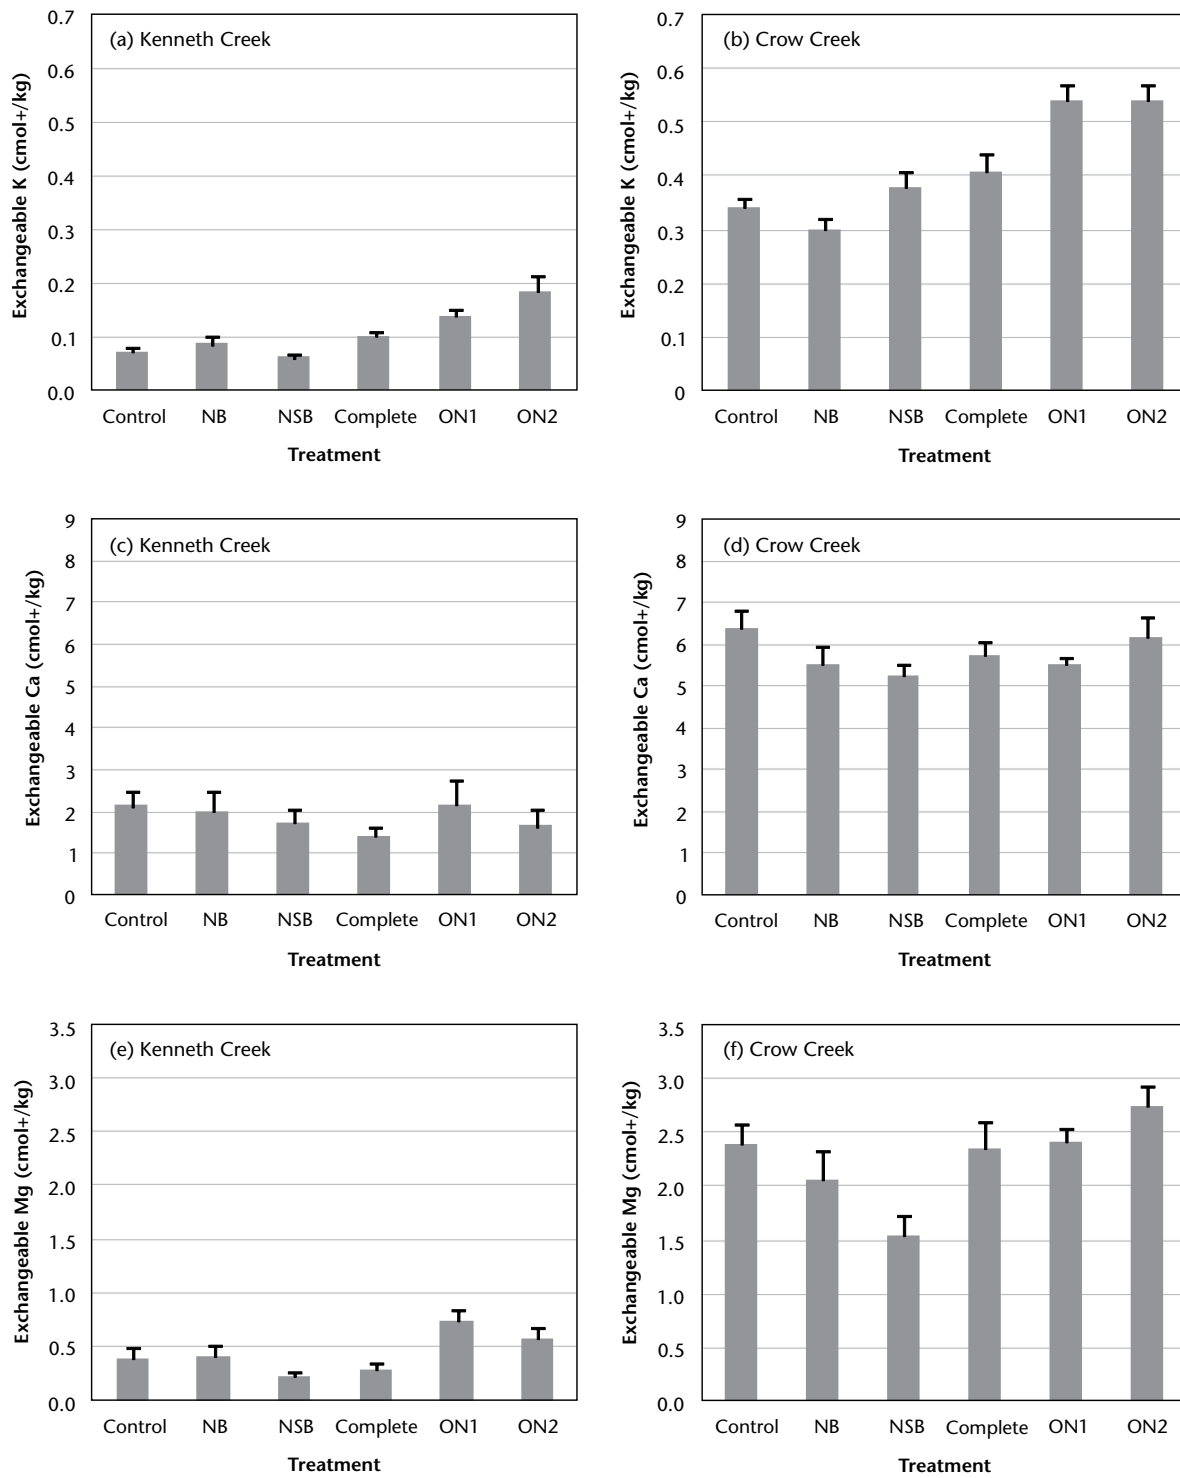 (a) Kenneth Creek
Exchangeable K (cmol+/kg)
0.7
0.6
0.5
0.4
0.3
0.2
0.1
0.0
Control NB NSB Complete ON1 ON2
Treatment
(b) Crow Creek
Exchangeable K (cmol+/kg)
0.7
0.6
0.5
0.4
0.3
0.2
0.1
0
Control NB NSB Complete ON1 ON2
Treatment
(c) Kenneth Creek
Exchangeable Ca (cmol+/kg)
9
8
7
6
5
4
3
2
1
0
Control NB NSB Complete ON1 ON2
Treatment
(d) Crow Creek
Exchangeable Ca (cmol+/kg)
9
8
7
6
5
4
3
2
1
0
Control NB NSB Complete ON1 ON2
Treatment
(e) Kenneth Creek
Exchangeable Mg (cmol+/kg)
3.5
3.0
2.5
2.0
1.5
1.0
0.5
0.0
Control NB NSB Complete ON1 ON2
Treatment
(f) Crow Creek
Exchangeable Mg (cmol+/kg)
3.5
3.0
2.5
2.0
1.5
1.0
0.5
0.0
Control NB NSB Complete ON1 ON2
Treatment